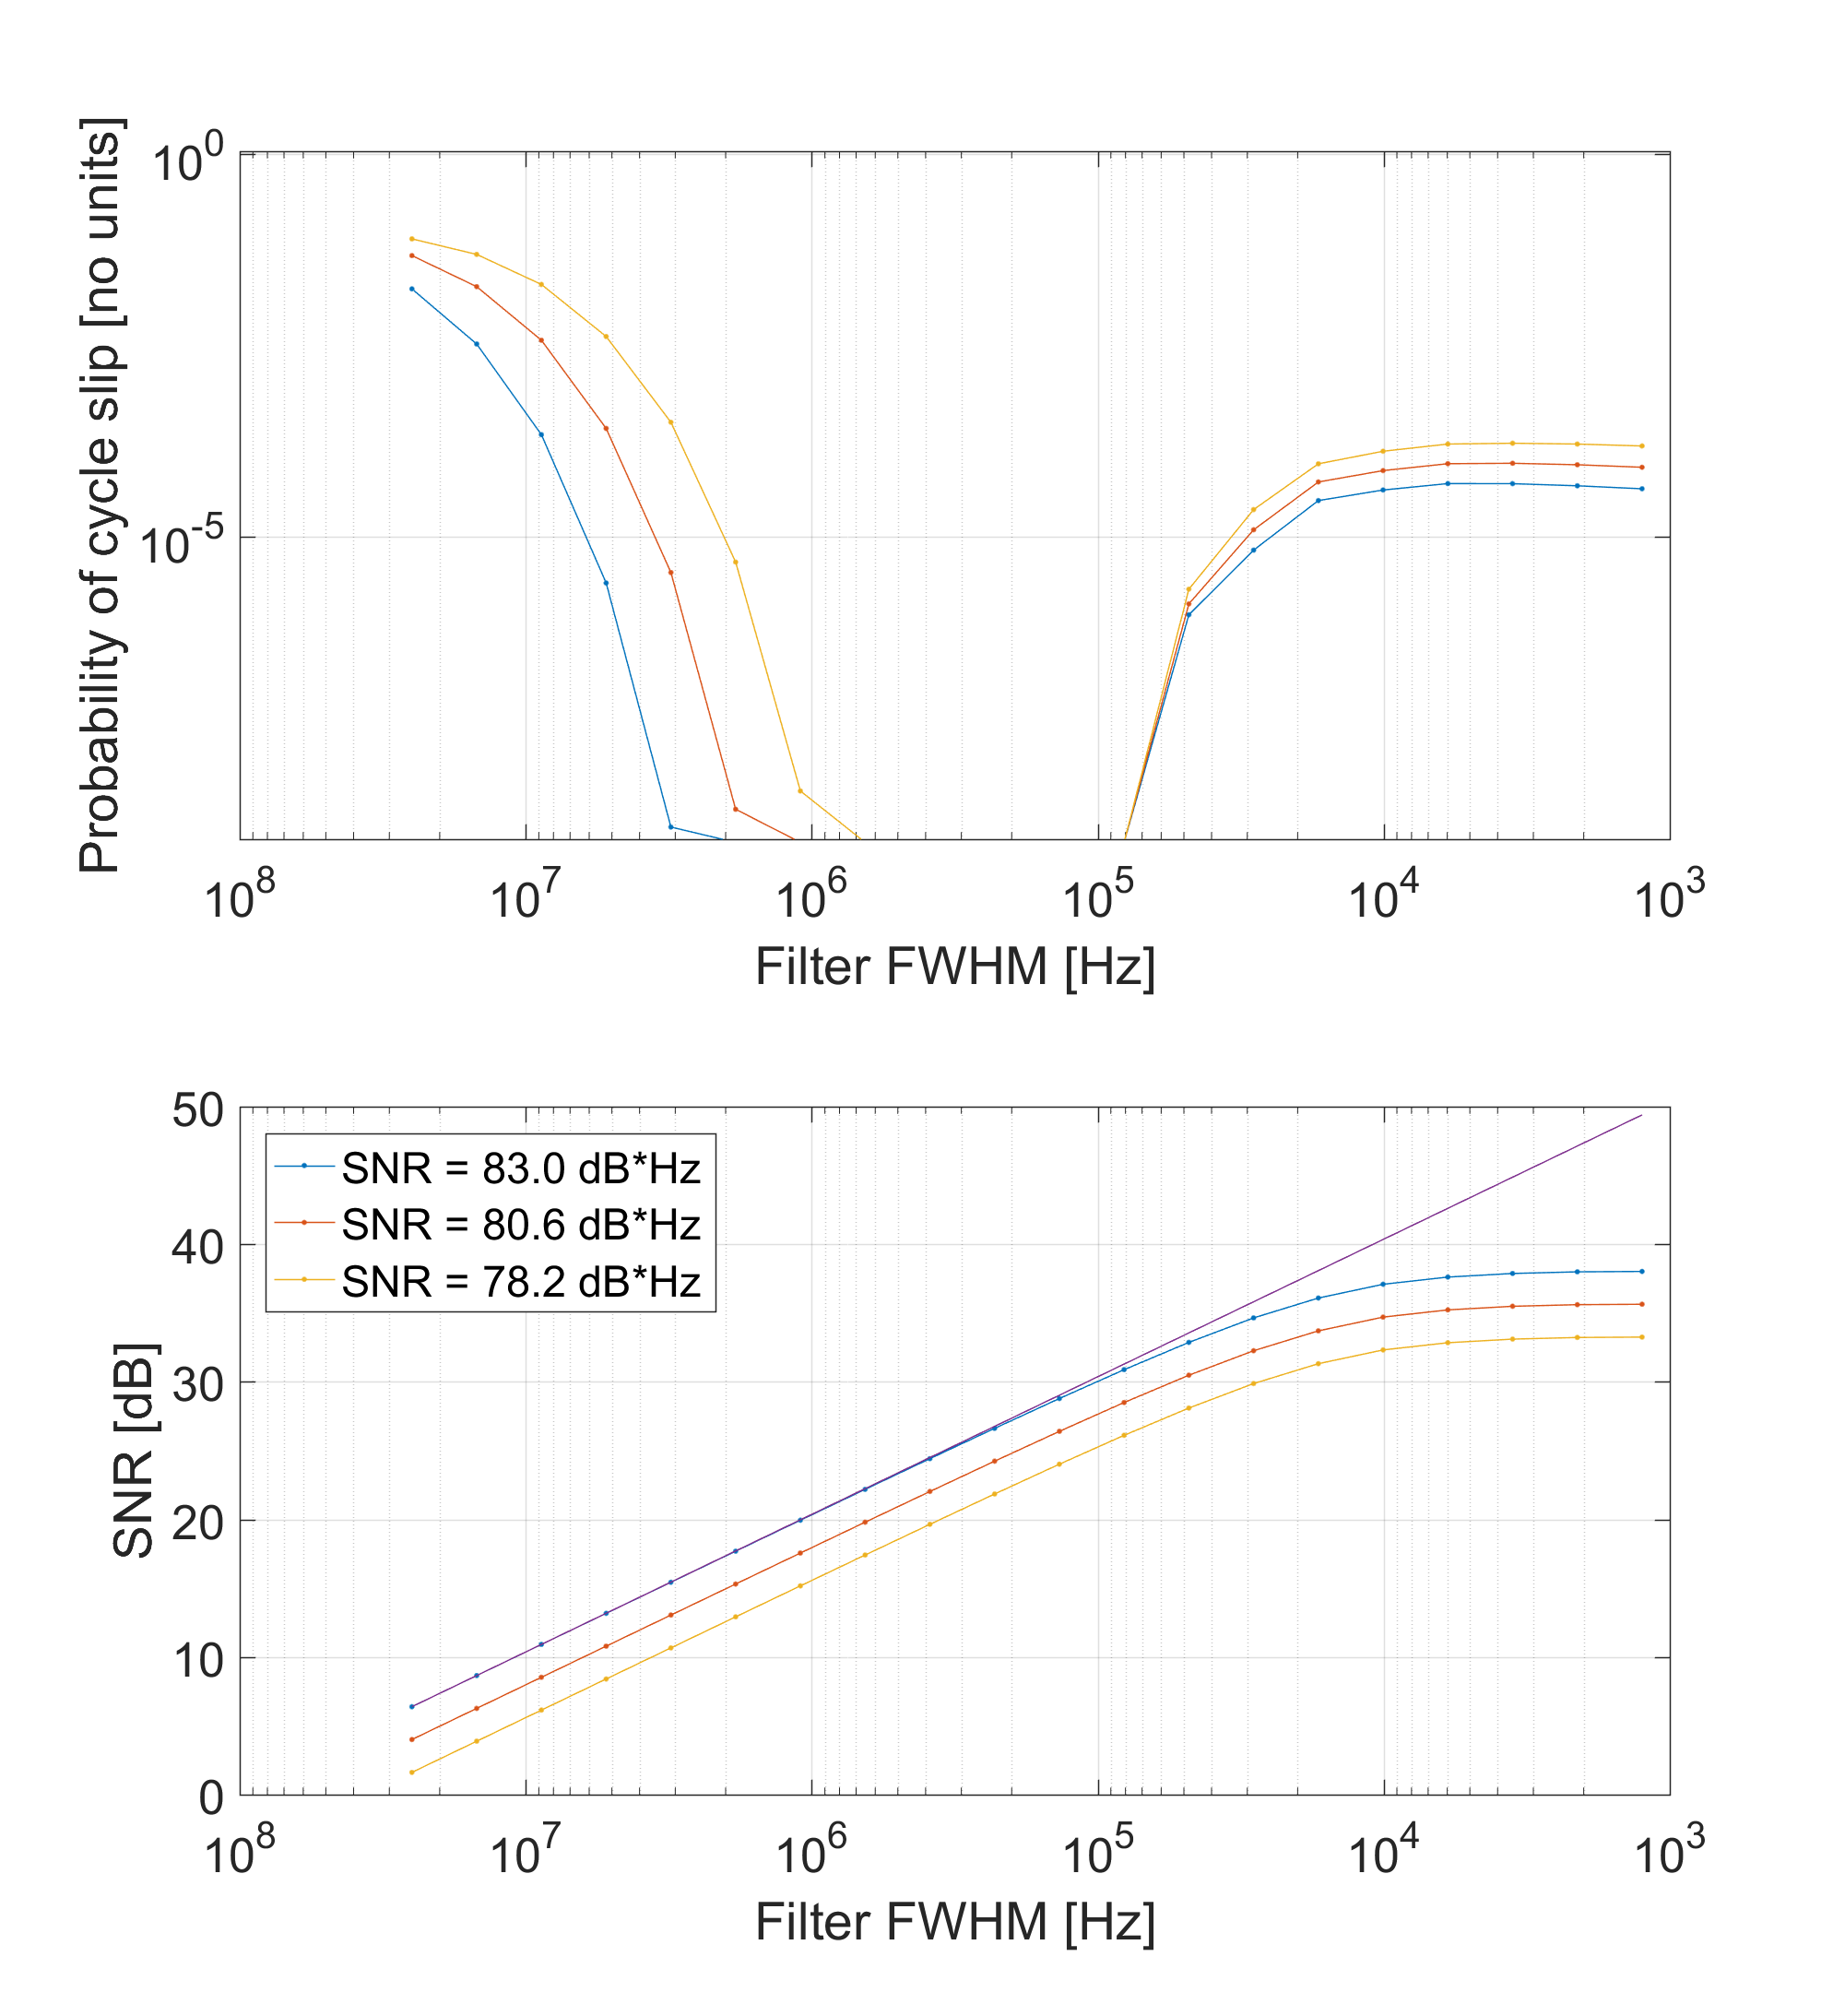 Probability of cycle slip [no units]
10^0
10^-5
10^8 10^7 10^6 10^5 10^4 10^3
Filter FWHM [Hz]
SNR [dB]
50
40
30
20
10
0
SNR = 83.0 dB*Hz
SNR = 80.6 dB*Hz
SNR = 78.2 dB*Hz
10^8 10^7 10^6 10^5 10^4 10^3
Filter FWHM [Hz]